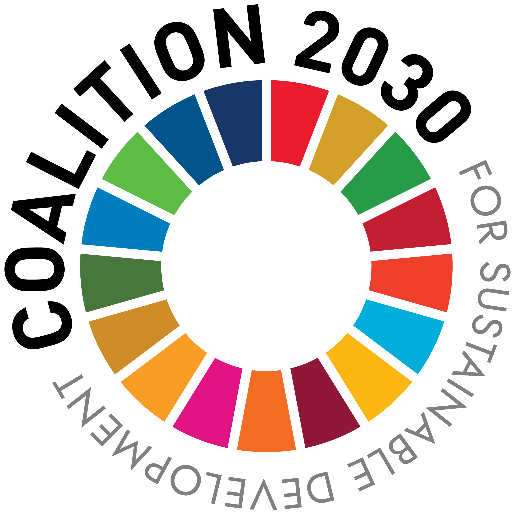 COALITION 2030
FOR SUSTAINABLE DEVELOPMENT